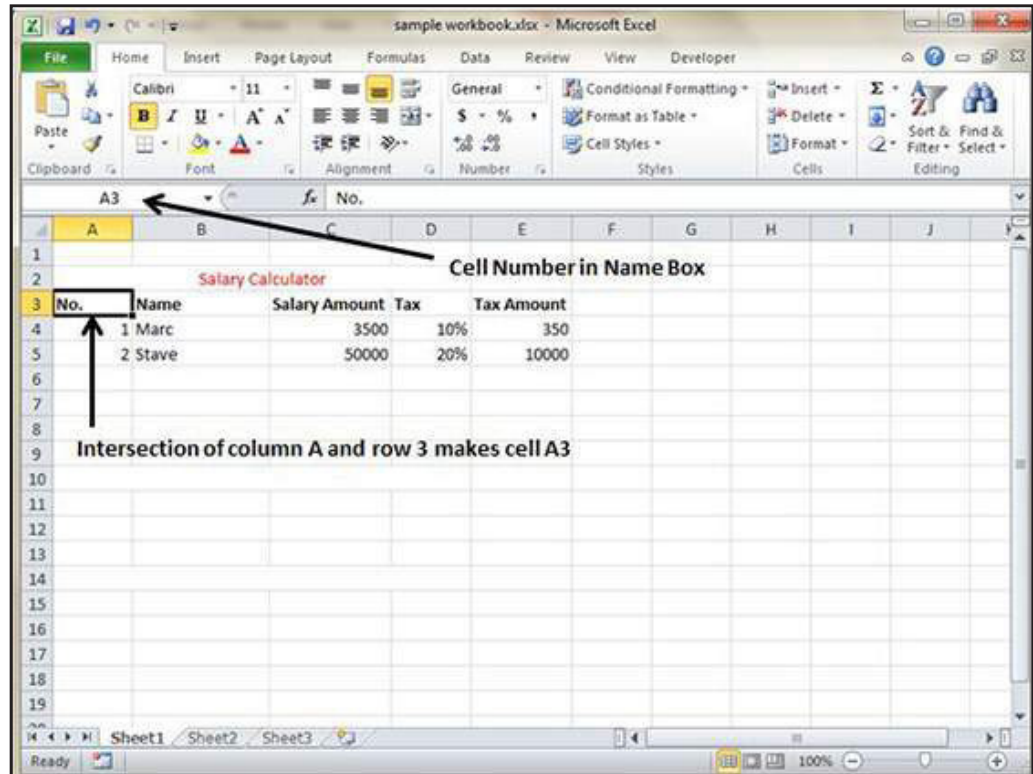 sample workbook.xlsx - Microsoft Excel
File Home Insert Page Layout Formulas Data Review View Developer
Calibri 11 General Conditional Formatting Insert Σ
Paste B I U A A $ % , Format as Table Delete Sort & Filter Find & Select
A Cell Styles Format
Clipboard Font Alignment Number Styles Cells Editing
A3 fx No.
A B C D E F G H I J
1
Cell Number in Name Box
2 Salary Calculator
3 No. Name Salary Amount Tax Tax Amount
4 1 Marc 3500 10% 350
5 2 Stave 50000 20% 10000
6
7
8
Intersection of column A and row 3 makes cell A3
9
10
11
12
13
14
15
16
17
18
19
Sheet1 Sheet2 Sheet3
Ready 100%